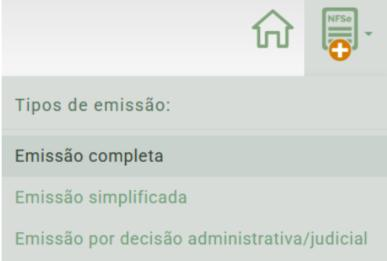 NFSe
Tipos de emissão:
Emissão completa
Emissão simplificada
Emissão por decisão administrativa/judicial